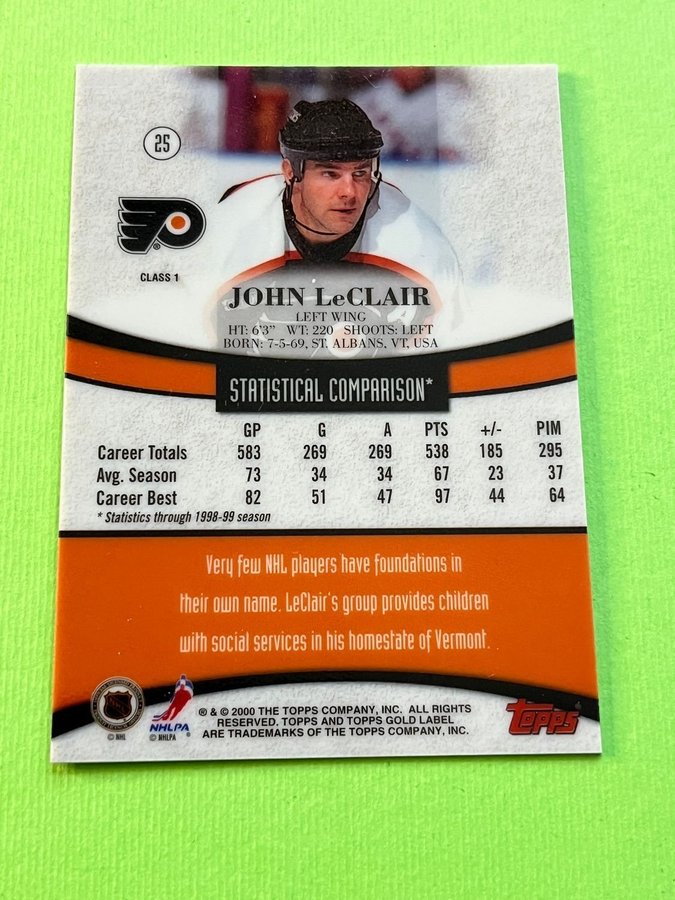 25
CLASS 1
JOHN LeCLAIR
LEFT WING
HT: 6'3" WT: 220 SHOOTS: LEFT
BORN: 7-5-69, ST. ALBANS, VT, USA
STATISTICAL COMPARISON*
GP G A PTS +/- PIM
Career Totals 583 269 269 538 185 295
Avg. Season 73 34 34 67 23 37
Career Best 82 51 47 97 44 64
* Statistics through 1998-99 season
Very few NHL players have foundations in
their own name. LeClair's group provides children
with social services in his homestate of Vermont.
NHLPA
© NHL © NHLPA
® & © 2000 THE TOPPS COMPANY, INC. ALL RIGHTS
RESERVED. TOPPS AND TOPPS GOLD LABEL
ARE TRADEMARKS OF THE TOPPS COMPANY, INC.
topps